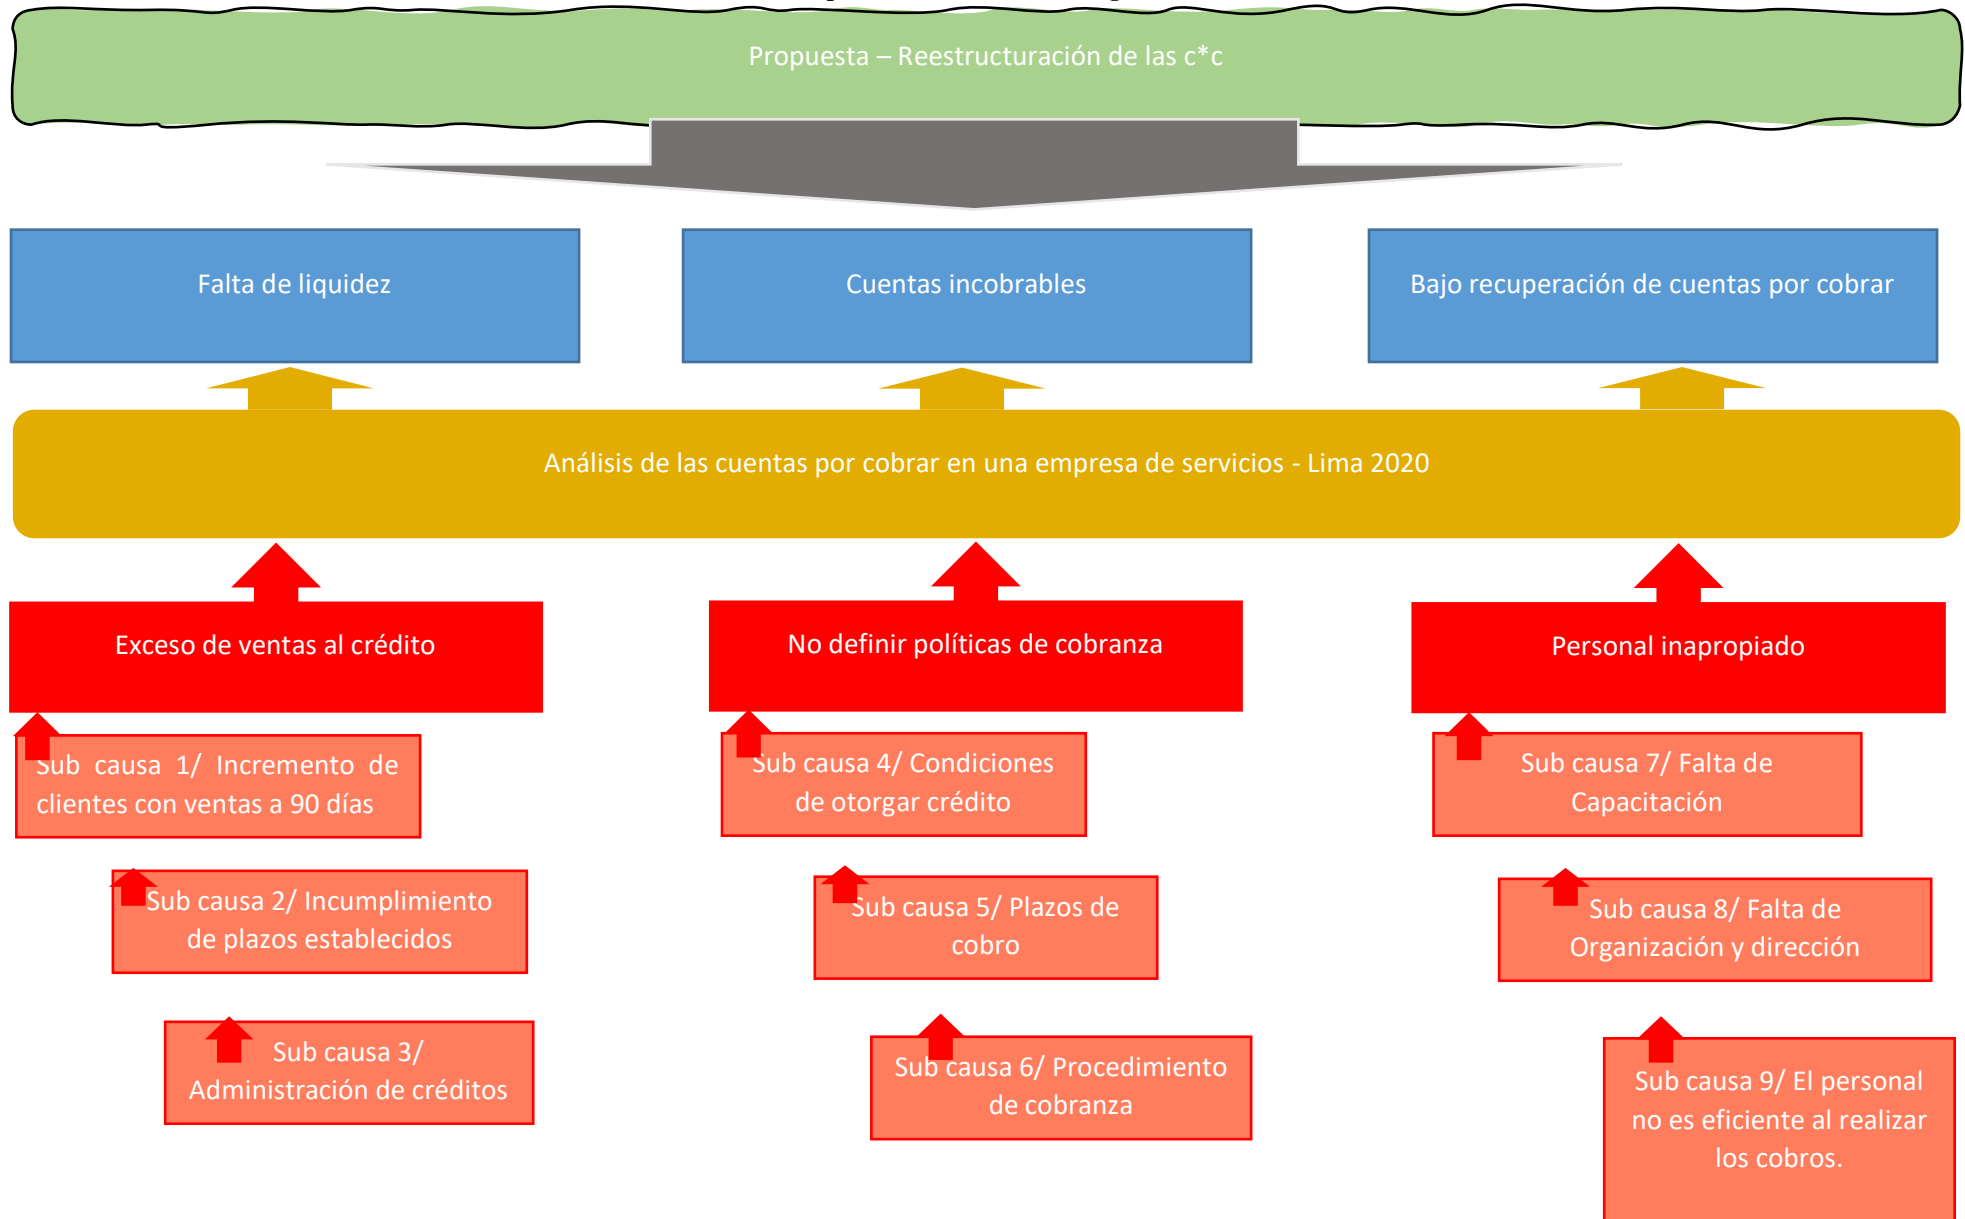 Propuesta – Reestructuración de las c*c
Falta de liquidez
Cuentas incobrables
Bajo recuperación de cuentas por cobrar
Análisis de las cuentas por cobrar en una empresa de servicios - Lima 2020
Exceso de ventas al crédito
No definir políticas de cobranza
Personal inapropiado
Sub causa 1/ Incremento de
clientes con ventas a 90 días
Sub causa 4/ Condiciones
de otorgar crédito
Sub causa 7/ Falta de
Capacitación
Sub causa 2/ Incumplimiento
de plazos establecidos
Sub causa 5/ Plazos de
cobro
Sub causa 8/ Falta de
Organización y dirección
Sub causa 3/
Administración de créditos
Sub causa 6/ Procedimiento
de cobranza
Sub causa 9/ El personal
no es eficiente al realizar
los cobros.